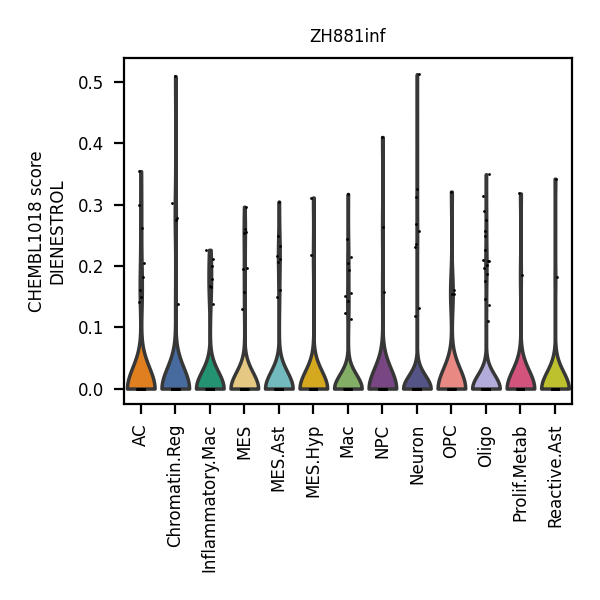 ZH881inf
CHEMBL1018 score
DIENESTROL
0.5
0.4
0.3
0.2
0.1
0.0
AC
Chromatin.Reg
Inflammatory.Mac
MES
MES.Ast
MES.Hyp
Mac
NPC
Neuron
OPC
Oligo
Prolif.Metab
Reactive.Ast